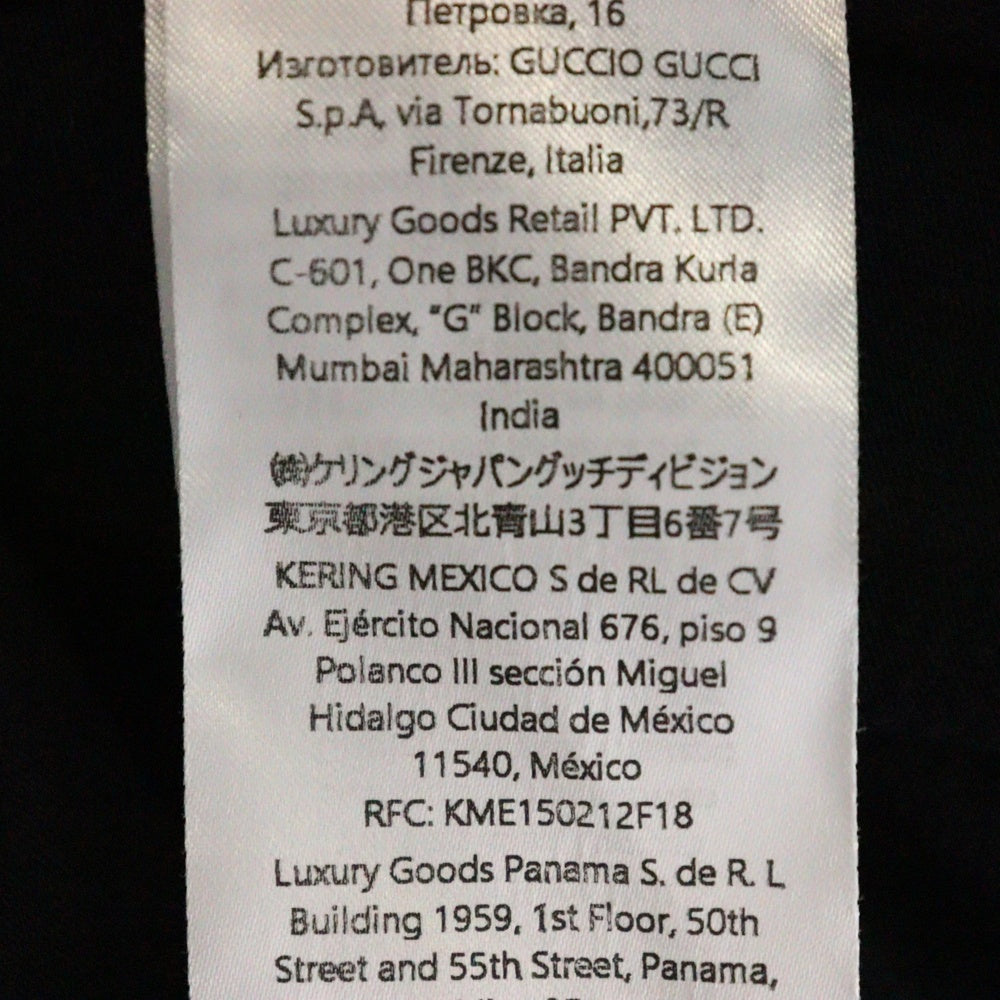 Петровка, 16
Изготовитель: GUCCIO GUCCI
S.p.A, via Tornabuoni,73/R
Firenze, Italia
Luxury Goods Retail PVT. LTD.
C-601, One BKC, Bandra Kurla
Complex, "G" Block, Bandra (E)
Mumbai Maharashtra 400051
India
㈱ケリングジャパングッチディビジョン
東京都港区北青山3丁目6番7号
KERING MEXICO S de RL de CV
Av. Ejército Nacional 676, piso 9
Polanco III sección Miguel
Hidalgo Ciudad de México
11540, México
RFC: KME150212F18
Luxury Goods Panama S. de R. L
Building 1959, 1st Floor, 50th
Street and 55th Street, Panama,